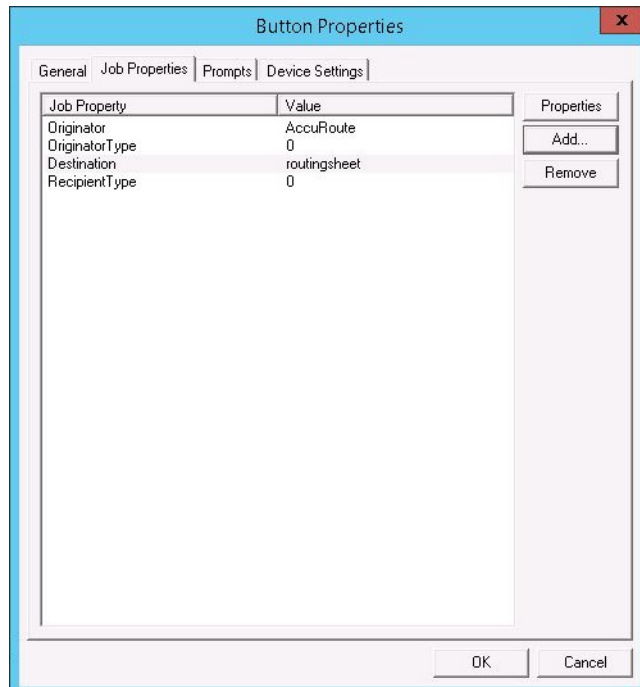 Button Properties
x
General Job Properties Prompts Device Settings
Job Property Value Properties
Originator AccuRoute
OriginatorType 0 Add...
Destination routingsheet
RecipientType 0 Remove
OK Cancel